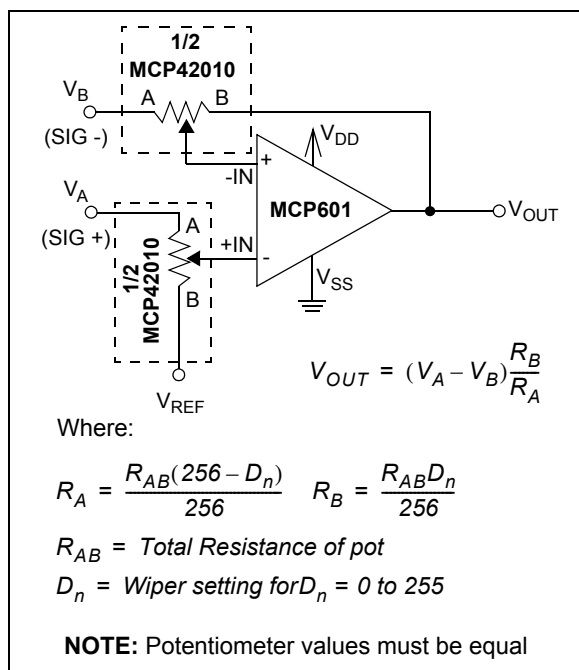 1/2
MCP42010
V_B
A
B
(SIG -)
V_DD
+
-IN
MCP601
V_OUT
V_A
(SIG +)
A
+IN
-
1/2
MCP42010
B
V_SS
V_REF
V_OUT = (V_A – V_B) R_B/R_A
Where:
R_A = R_AB(256 – D_n)/256 R_B = R_AB D_n/256
R_AB = Total Resistance of pot
D_n = Wiper setting forD_n = 0 to 255
NOTE: Potentiometer values must be equal